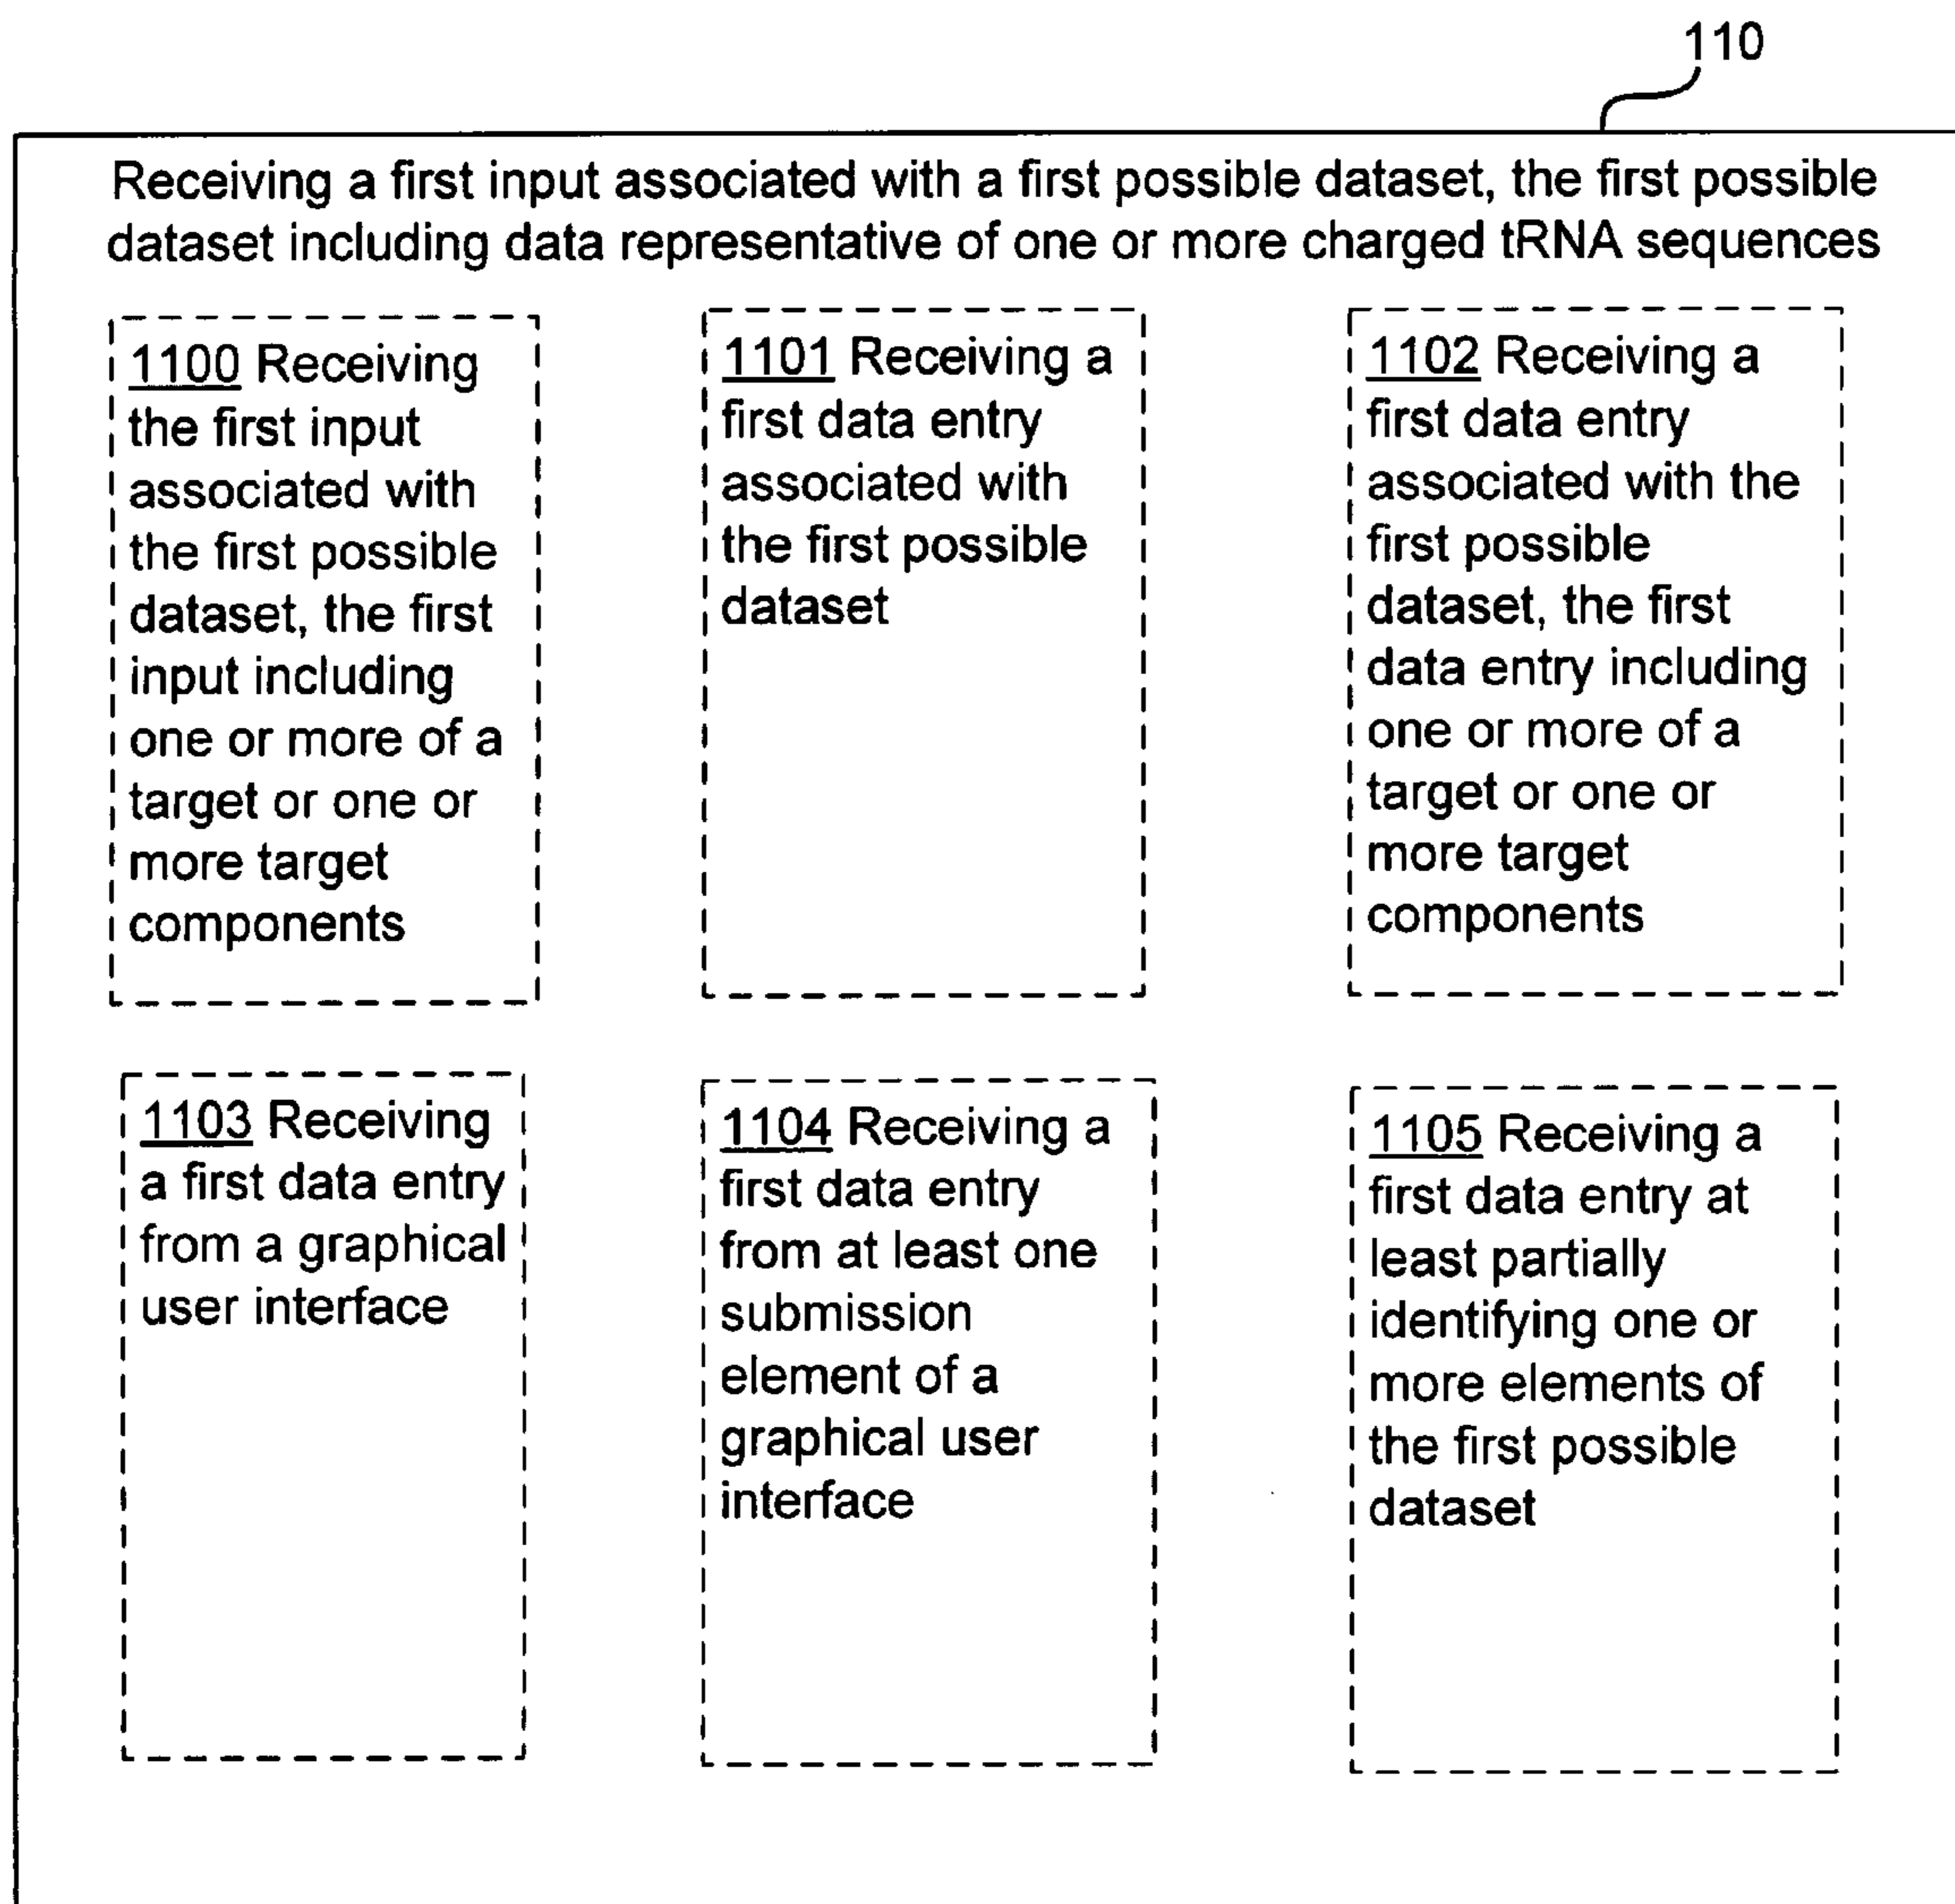 110
Receiving a first input associated with a first possible dataset, the first possible
dataset including data representative of one or more charged tRNA sequences
1100 Receiving
the first input
associated with
the first possible
dataset, the first
input including
one or more of a
target or one or
more target
components
1101 Receiving a
first data entry
associated with
the first possible
dataset
1102 Receiving a
first data entry
associated with the
first possible
dataset, the first
data entry including
one or more of a
target or one or
more target
components
1103 Receiving
a first data entry
from a graphical
user interface
1104 Receiving a
first data entry
from at least one
submission
element of a
graphical user
interface
1105 Receiving a
first data entry at
least partially
identifying one or
more elements of
the first possible
dataset